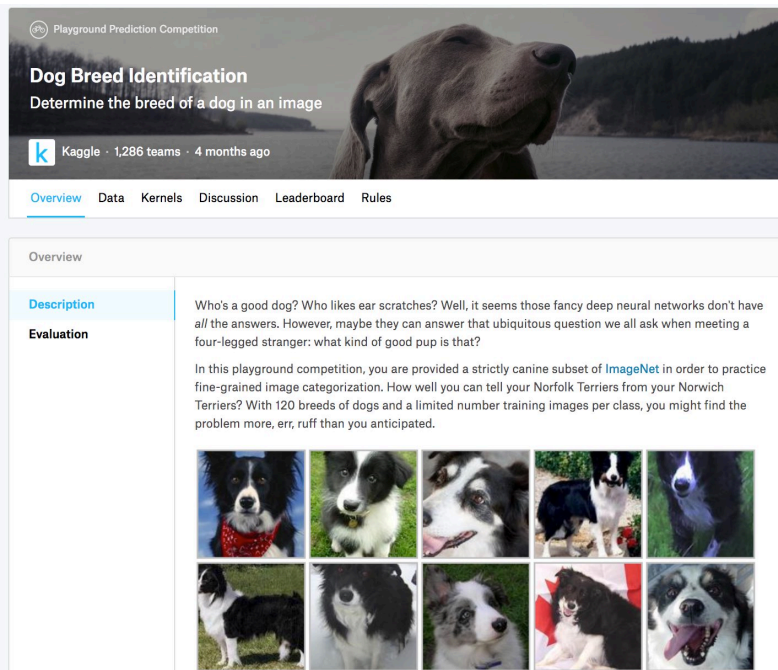 Playground Prediction Competition
Dog Breed Identification
Determine the breed of a dog in an image
k Kaggle · 1,286 teams · 4 months ago
Overview Data Kernels Discussion Leaderboard Rules
Overview
Description
Evaluation
Who's a good dog? Who likes ear scratches? Well, it seems those fancy deep neural networks don't have
all the answers. However, maybe they can answer that ubiquitous question we all ask when meeting a
four-legged stranger: what kind of good pup is that?
In this playground competition, you are provided a strictly canine subset of ImageNet in order to practice
fine-grained image categorization. How well you can tell your Norfolk Terriers from your Norwich
Terriers? With 120 breeds of dogs and a limited number training images per class, you might find the
problem more, err, ruff than you anticipated.